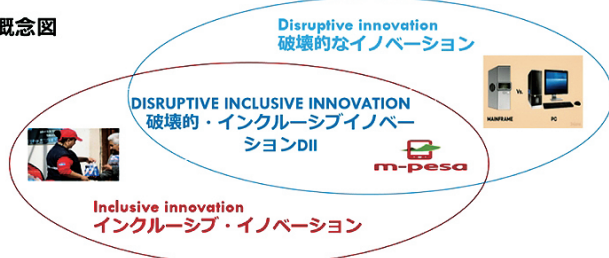 概念図
Disruptive innovation
破壊的なイノベーション
MAINFRAME
Vs.
PC
DISRUPTIVE INCLUSIVE INNOVATION
破壊的・インクルーシブイノベー
ションDII
m-pesa
Inclusive innovation
インクルーシブ・イノベーション